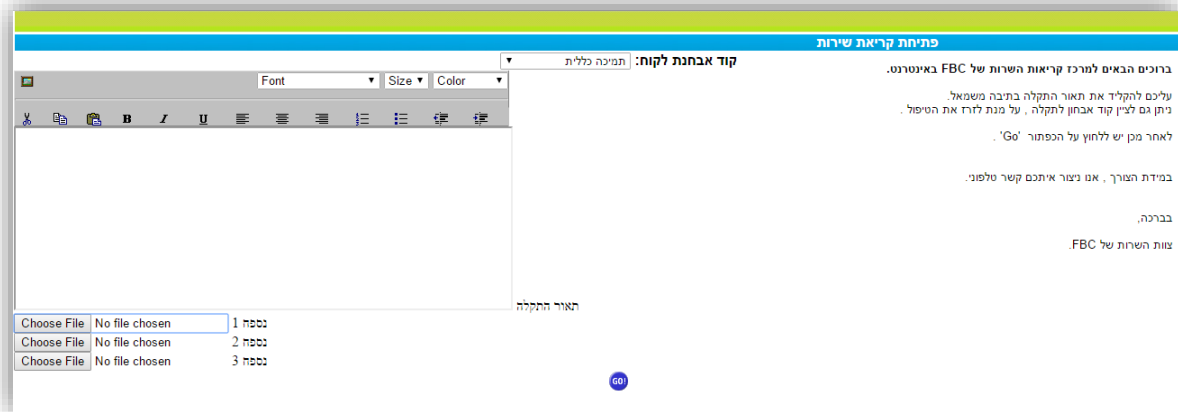 פתיחת קריאת שירות
ברוכים הבאים למרכז קריאות השרות של FBC באינטרנט.
עליכם להקליד את תאור התקלה בתיבה משמאל.
ניתן גם לציין קוד אבחון לתקלה , על מנת לזרז את הטיפול .
לאחר מכן יש ללחוץ על הכפתור 'Go' .
במידת הצורך , אנו ניצור איתכם קשר טלפוני.
בברכה,
צוות השרות של FBC.
קוד אבחנת לקוח: תמיכה כללית
Font Size Color
B I U
תאור התקלה
Choose File No file chosen נספח 1
Choose File No file chosen נספח 2
Choose File No file chosen נספח 3
GO!